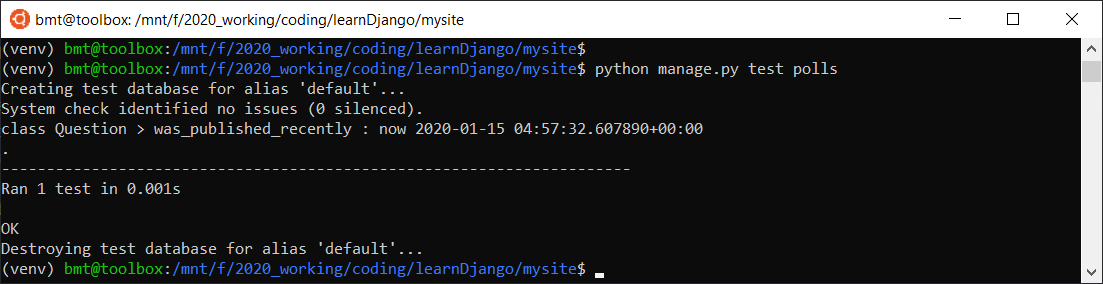 bmt@toolbox: /mnt/f/2020_working/coding/learnDjango/mysite
(venv) bmt@toolbox:/mnt/f/2020_working/coding/learnDjango/mysite$
(venv) bmt@toolbox:/mnt/f/2020_working/coding/learnDjango/mysite$ python manage.py test polls
Creating test database for alias 'default'...
System check identified no issues (0 silenced).
class Question > was_published_recently : now 2020-01-15 04:57:32.607890+00:00
.
----------------------------------------------------------------------
Ran 1 test in 0.001s
OK
Destroying test database for alias 'default'...
(venv) bmt@toolbox:/mnt/f/2020_working/coding/learnDjango/mysite$